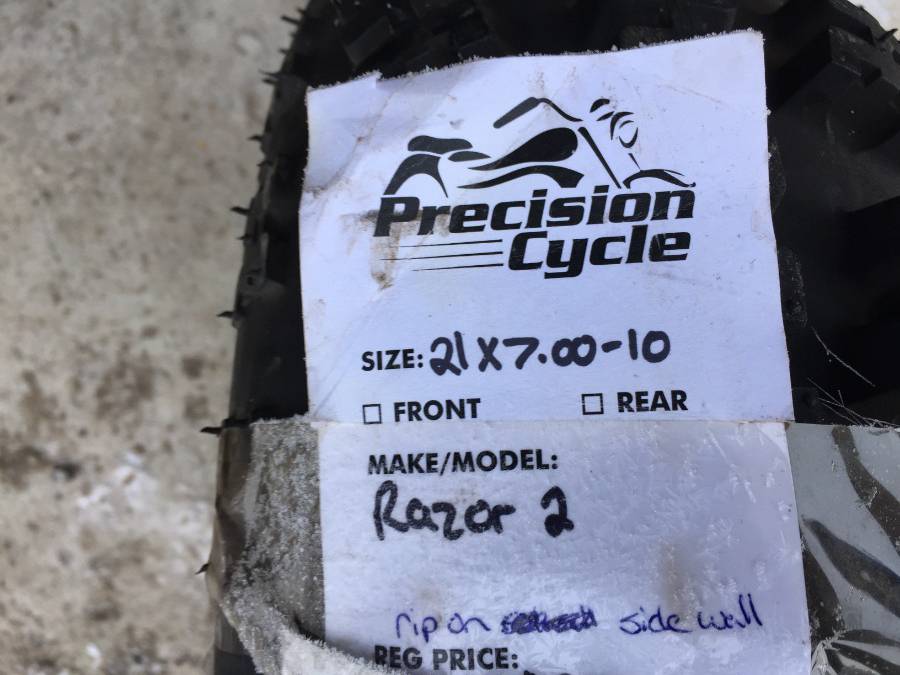 Precision
Cycle
SIZE: 21X7.00-10
☐ FRONT ☐ REAR
MAKE/MODEL:
Razor 2
rip on side wall
REG PRICE: